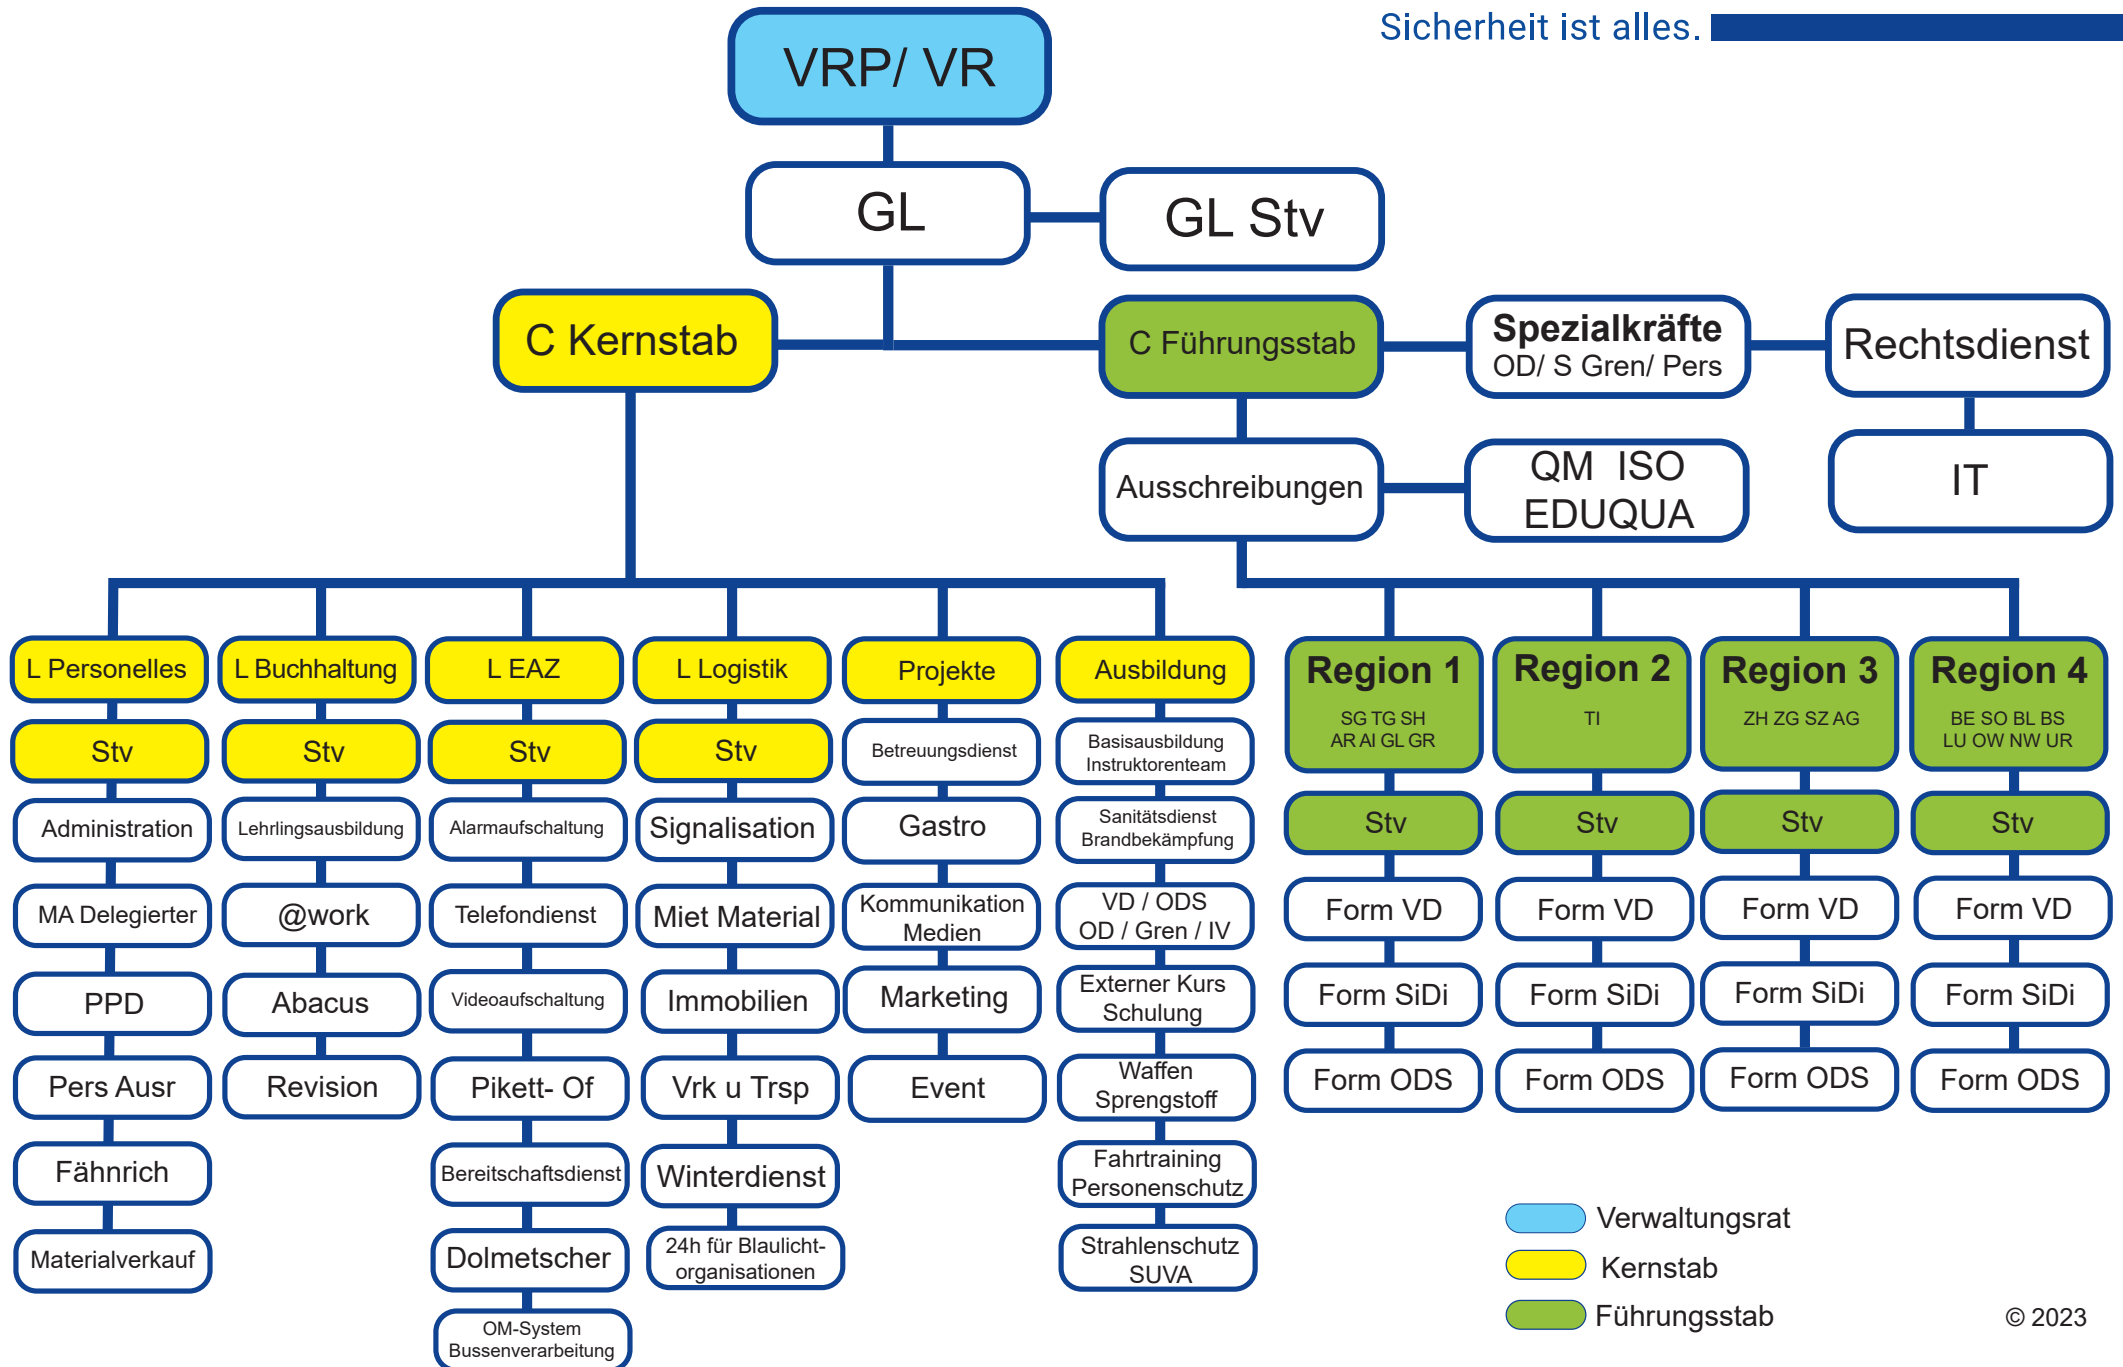 Sicherheit ist alles.
VRP/ VR
GL
GL Stv
C Kernstab
C Führungsstab
Spezialkräfte
OD/ S Gren/ Pers
Rechtsdienst
Ausschreibungen
QM ISO
EDUQUA
IT
L Personelles
Stv
Administration
MA Delegierter
PPD
Pers Ausr
Fähnrich
Materialverkauf
L Buchhaltung
Stv
Lehrlingsausbildung
@work
Abacus
Revision
L EAZ
Stv
Alarmaufschaltung
Telefondienst
Videoaufschaltung
Pikett- Of
Bereitschaftsdienst
Dolmetscher
OM-System
Bussenverarbeitung
L Logistik
Stv
Signalisation
Miet Material
Immobilien
Vrk u Trsp
Winterdienst
24h für Blaulicht-
organisationen
Projekte
Betreuungsdienst
Gastro
Kommunikation
Medien
Marketing
Event
Ausbildung
Basisausbildung
Instruktorenteam
Sanitätsdienst
Brandbekämpfung
VD / ODS
OD / Gren / IV
Externer Kurs
Schulung
Waffen
Sprengstoff
Fahrtraining
Personenschutz
Strahlenschutz
SUVA
Region 1
SG TG SH
AR AI GL GR
Stv
Form VD
Form SiDi
Form ODS
Region 2
TI
Stv
Form VD
Form SiDi
Form ODS
Region 3
ZH ZG SZ AG
Stv
Form VD
Form SiDi
Form ODS
Region 4
BE SO BL BS
LU OW NW UR
Stv
Form VD
Form SiDi
Form ODS
Verwaltungsrat
Kernstab
Führungsstab
© 2023